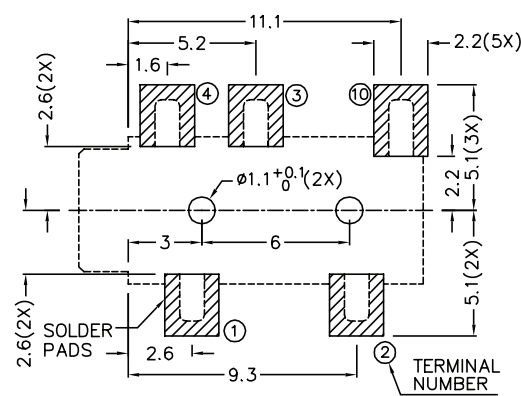 11.1
5.2
2.2(5X)
1.6
2.6(2X)
4
3
10
5.1(3X)
2.2
ø1.1 +0.1 0 (2X)
3
6
5.1(2X)
2.6(2X)
SOLDER
PADS
1
2.6
2
9.3
TERMINAL
NUMBER